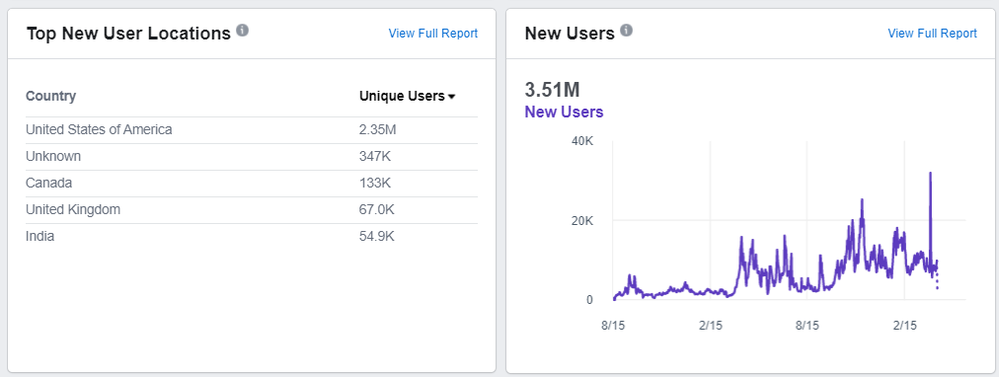 Top New User Locations
View Full Report
Country Unique Users
United States of America 2.35M
Unknown 347K
Canada 133K
United Kingdom 67.0K
India 54.9K
New Users
View Full Report
3.51M
New Users
40K
20K
0
8/15 2/15 8/15 2/15